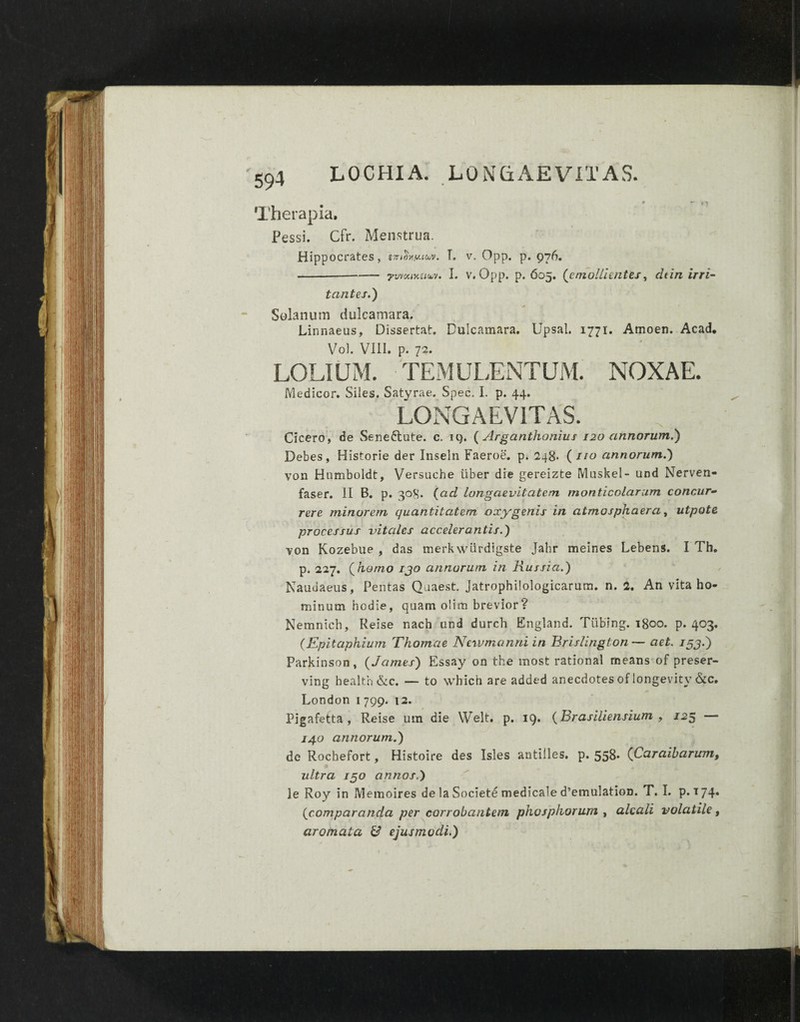 594 LOCHIA. LONGAEVITAS.
Therapia.
Pessi. Cfr. Menstrua.
Hippocrates, T. v. Opp. p. 976.
——— γυναικειων. I. v. Opp. p. 605. (emollientes, dein irri-
tantes.)
Solanum dulcamara.
Linnaeus, Dissertat. Dulcamara. Upsal. 1771. Amoen. Acad.
Vol. VIII. p. 72.
LOLIUM. TEMULENTUM. NOXAE.
Medicor. Siles. Satyrae. Spec. I. p. 44.
LONGAEVITAS.
Cicero, de Seneƈtute. c. 19. (Arganthonius 120 annorum.)
Debes, Historie der Inseln Faeroë. p. 248. (110 annorum.)
von Humboldt, Versuche über die gereizte Muskel- und Nerven-
faser. II B. p. 308. (ad longaevitatem monticolarum concur-
rere minorem quantitatem oxygenis in atmosphaera, utpote
processus vitales accelerantis.)
von Kozebue, das merkwürdigste Jahr meines Lebens. I Th.
p. 227. (homo 130 annorum in Russia.)
Naudaeus, Pentas Quaest. Jatrophilologicarum. n. 2. An vita ho-
minum hodie, quam olim brevior?
Nemnich, Reise nach und durch England. Tübing. 1800. p. 403.
(Epitaphium Thomae Newmanni in Brislington — aet. 153.)
Parkinson, (James) Essay on the most rational means of preser-
ving health &c. — to which are added anecdotes of longevity &c.
London 1799. 12.
Pigafetta, Reise um die Welt. p. 19. (Brasiliensium, 125 —
140 annorum.)
de Rochefort, Histoire des Isles antilles. p. 558. (Caraibarum,
ultra 150 annos.)
le Roy in Memoires de la Societé medicale d'emulation. T. I. p. 174.
(comparanda per corrobantem phosphorum, alcali volatile,
aromata & ejusmodi.)